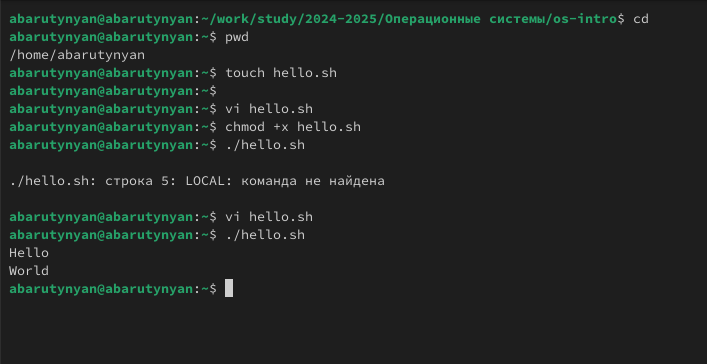 abarutynyan@abarutynyan:~/work/study/2024-2025/Операционные системы/os-intro$ cd
abarutynyan@abarutynyan:~$ pwd
/home/abarutynyan
abarutynyan@abarutynyan:~$ touch hello.sh
abarutynyan@abarutynyan:~$
abarutynyan@abarutynyan:~$ vi hello.sh
abarutynyan@abarutynyan:~$ chmod +x hello.sh
abarutynyan@abarutynyan:~$ ./hello.sh
./hello.sh: строка 5: LOCAL: команда не найдена
abarutynyan@abarutynyan:~$ vi hello.sh
abarutynyan@abarutynyan:~$ ./hello.sh
Hello
World
abarutynyan@abarutynyan:~$